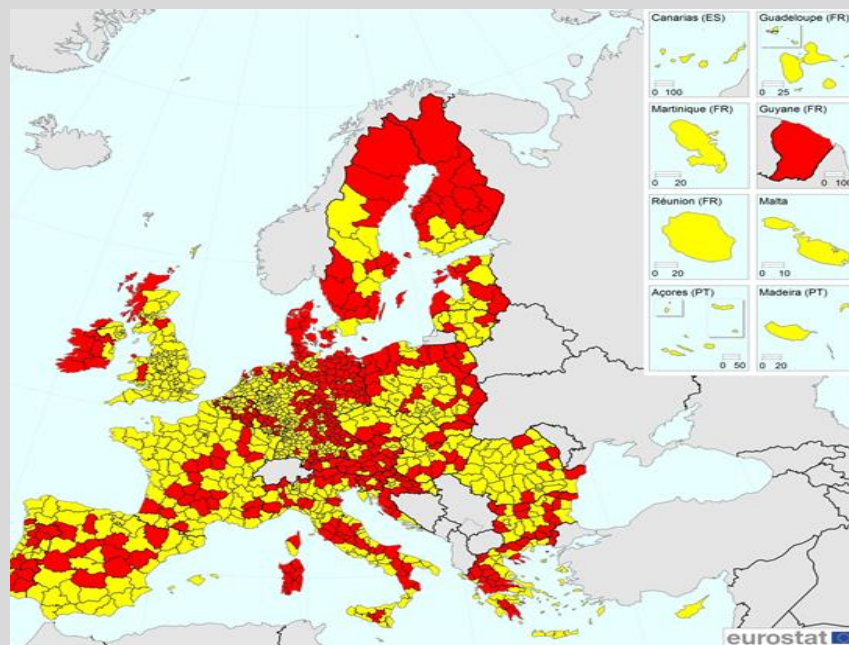 Canarias (ES)
0 100
Guadeloupe (FR)
0 25
Martinique (FR)
0 20
Guyane (FR)
0 100
Réunion (FR)
0 20
Malta
0 10
Açores (PT)
0 50
Madeira (PT)
0 20
eurostat